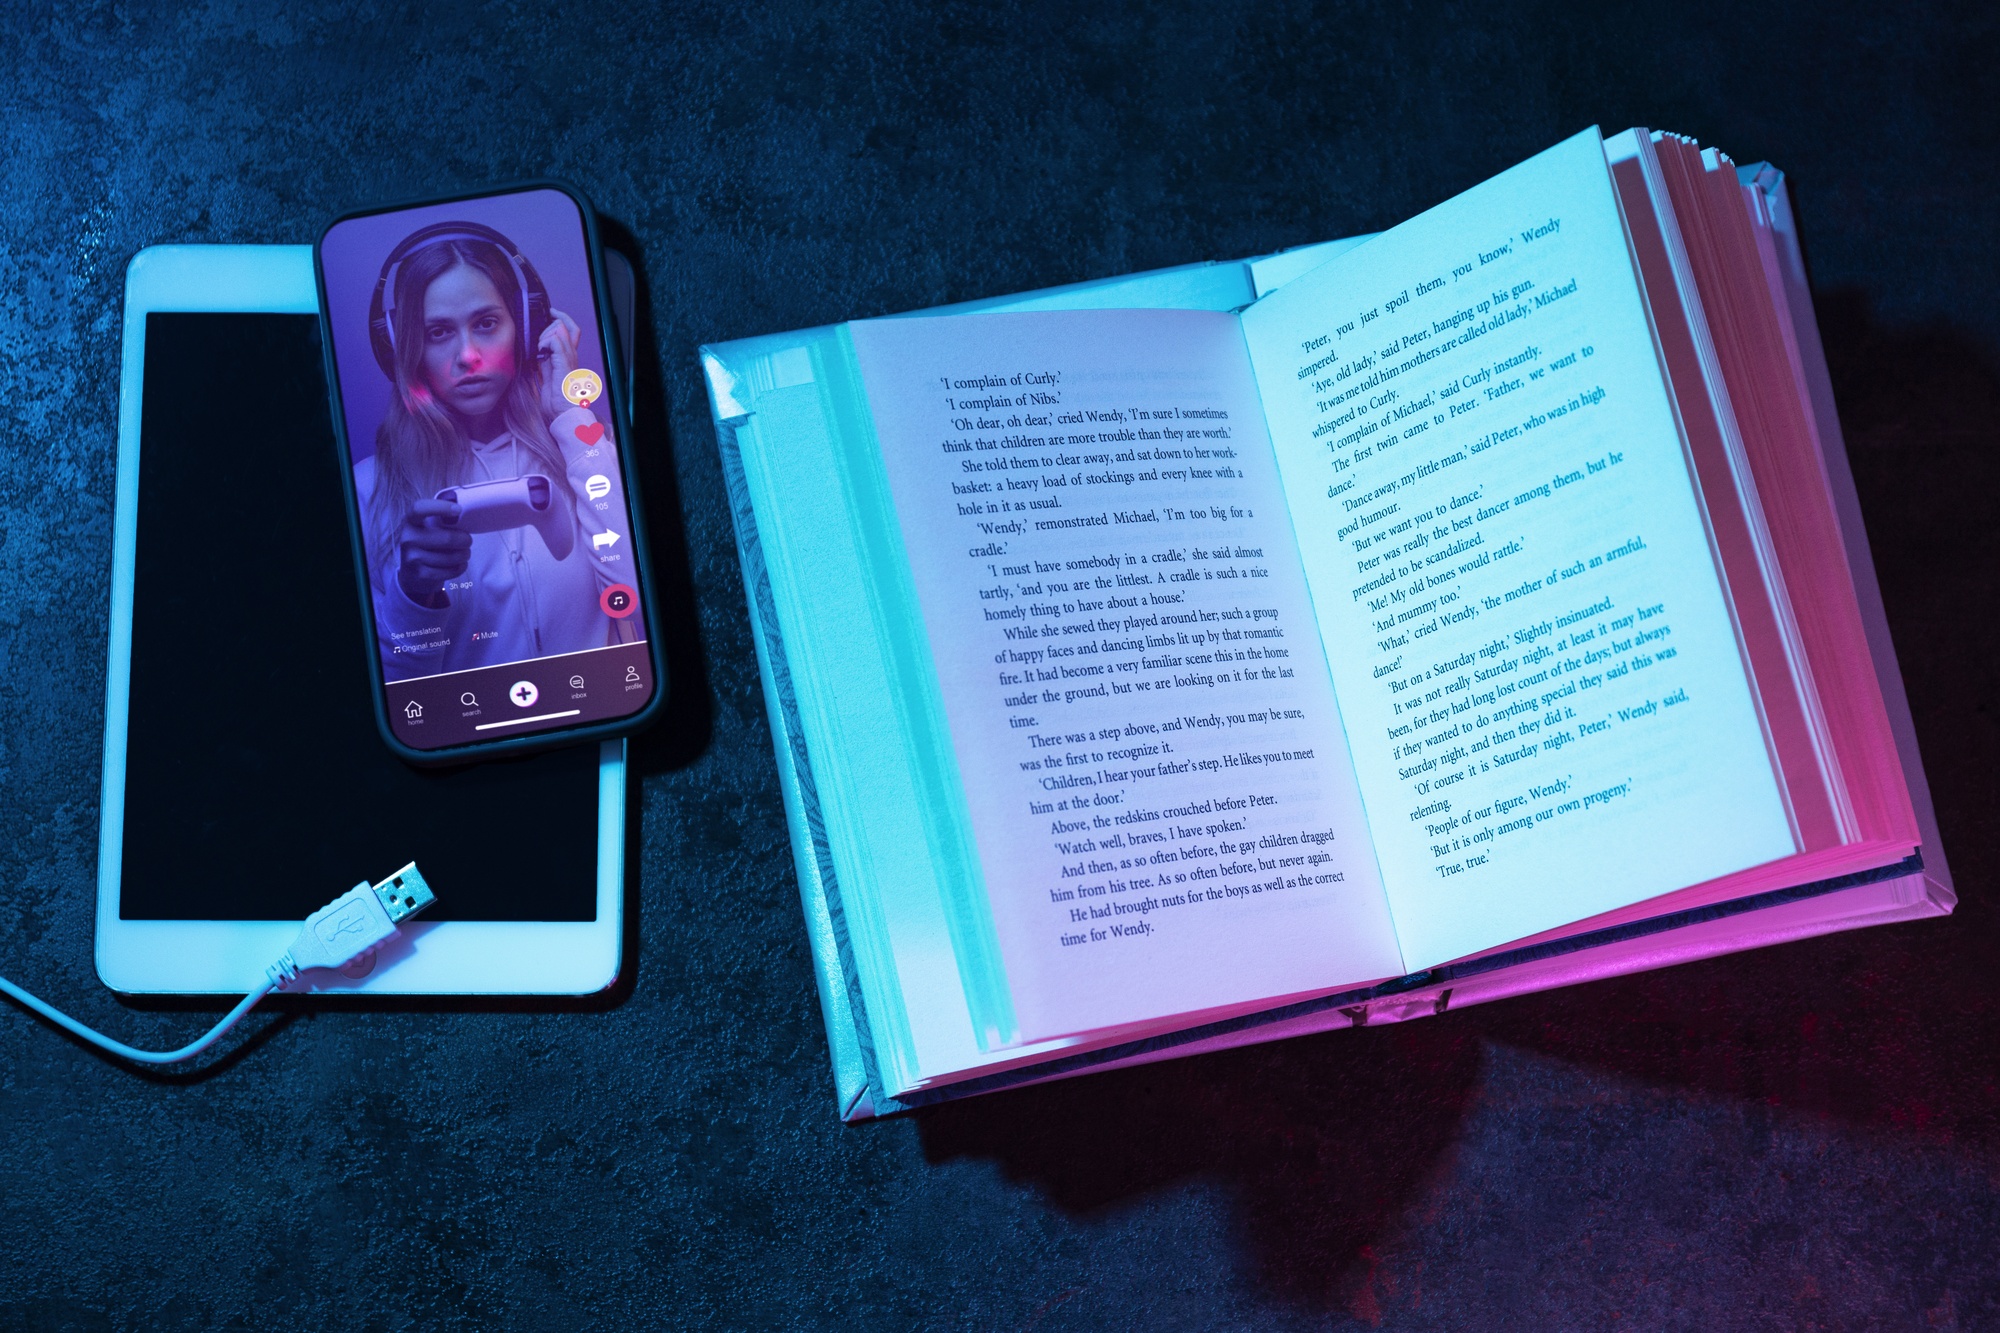 365
105
share
3h ago
See translation
Original sound
Mute
home
search
inbox
profile
‘I complain of Curly.’
‘I complain of Nibs.’
‘Oh dear, oh dear,’ cried Wendy, ‘I’m sure I sometimes
think that children are more trouble than they are worth.’
She told them to clear away, and sat down to her work-
basket: a heavy load of stockings and every knee with a
hole in it as usual.
‘Wendy,’ remonstrated Michael, ‘I’m too big for a
cradle.’
‘I must have somebody in a cradle,’ she said almost
tartly, ‘and you are the littlest. A cradle is such a nice
homely thing to have about a house.’
While she sewed they played around her; such a group
of happy faces and dancing limbs lit up by that romantic
fire. It had become a very familiar scene this in the home
under the ground, but we are looking on it for the last
time.
There was a step above, and Wendy, you may be sure,
was the first to recognize it.
‘Children, I hear your father’s step. He likes you to meet
him at the door.’
Above, the redskins crouched before Peter.
‘Watch well, braves, I have spoken.’
And then, as so often before, the gay children dragged
him from his tree. As so often before, but never again.
He had brought nuts for the boys as well as the correct
time for Wendy.
‘Peter, you just spoil them, you know,’ Wendy
simpered.
‘Aye, old lady,’ said Peter, hanging up his gun.
‘It was me told him mothers are called old lady,’ Michael
whispered to Curly.
‘I complain of Michael,’ said Curly instantly.
The first twin came to Peter. ‘Father, we want to
dance.’
‘Dance away, my little man,’ said Peter, who was in high
good humour.
‘But we want you to dance.’
Peter was really the best dancer among them, but he
pretended to be scandalized.
‘Me! My old bones would rattle.’
‘And mummy too.’
‘What,’ cried Wendy, ‘the mother of such an armful,
dance!’
‘But on a Saturday night,’ Slightly insinuated.
It was not really Saturday night, at least it may have
been, for they had long lost count of the days; but always
if they wanted to do anything special they said this was
Saturday night, and then they did it.
‘Of course it is Saturday night, Peter,’ Wendy said,
relenting.
‘People of our figure, Wendy.’
‘But it is only among our own progeny.’
‘True, true.’